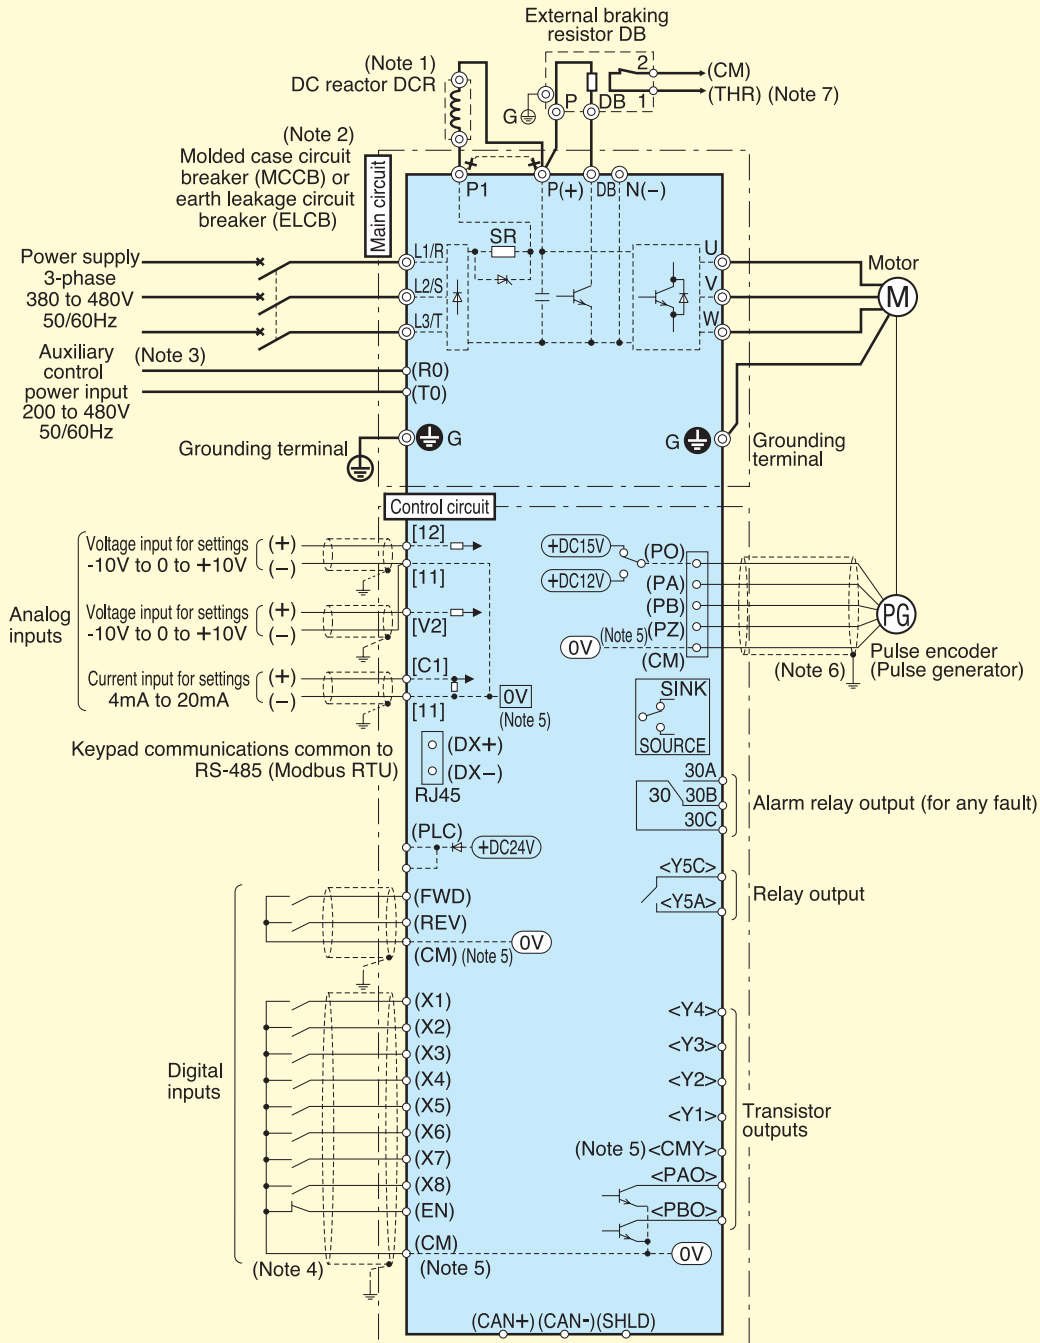 External braking
resistor DB
(Note 1)
DC reactor DCR
2
(CM)
P
DB
1
(THR) (Note 7)
G
(Note 2)
Molded case circuit
breaker (MCCB) or
earth leakage circuit
breaker (ELCB)
Main circuit
P1
P(+)
DB
N(-)
Power supply
3-phase
380 to 480V
50/60Hz
L1/R
L2/S
L3/T
SR
U
V
W
Motor
M
Auxiliary
control
power input
200 to 480V
50/60Hz
(Note 3)
(R0)
(T0)
Grounding terminal
G
G
Grounding
terminal
Control circuit
Analog
inputs
Voltage input for settings
-10V to 0 to +10V
(+)
(-)
[12]
[11]
Voltage input for settings
-10V to 0 to +10V
(+)
(-)
[V2]
Current input for settings
4mA to 20mA
(+)
(-)
[C1]
[11]
0V
(Note 5)
+DC15V
+DC12V
(PO)
(PA)
(PB)
(PZ)
(CM)
0V
(Note 5)
PG
Pulse encoder
(Pulse generator)
(Note 6)
SINK
SOURCE
Keypad communications common to
RS-485 (Modbus RTU)
(DX+)
(DX-)
RJ45
30
30A
30B
30C
Alarm relay output (for any fault)
(PLC)
+DC24V
<Y5C>
<Y5A>
Relay output
(FWD)
(REV)
(CM) (Note 5)
0V
Digital
inputs
(X1)
(X2)
(X3)
(X4)
(X5)
(X6)
(X7)
(X8)
(EN)
(CM)
(Note 5)
(Note 4)
<Y4>
<Y3>
<Y2>
<Y1>
(Note 5) <CMY>
<PAO>
<PBO>
0V
Transistor
outputs
(CAN+) (CAN-) (SHLD)